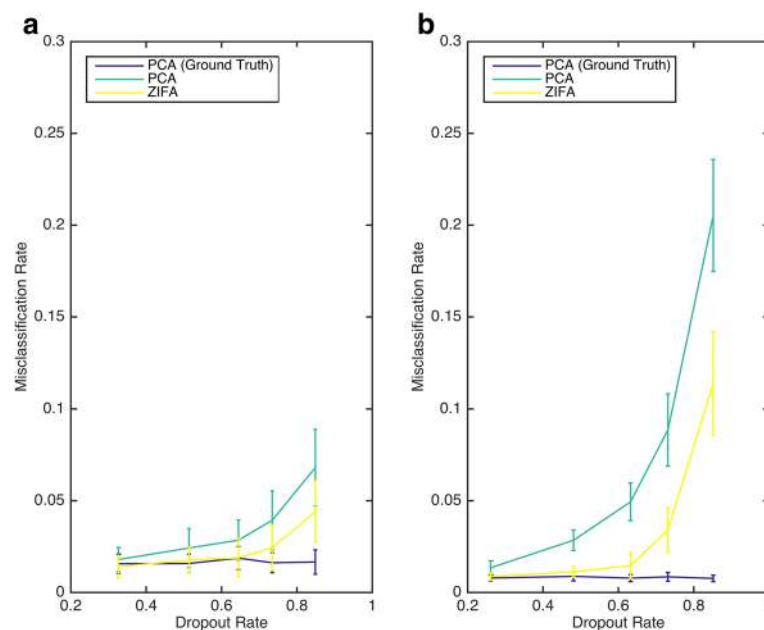 a
0.3
0.25
0.2
0.15
0.1
0.05
0
Misclassification Rate
PCA (Ground Truth)
PCA
ZIFA
0.2 0.4 0.6 0.8 1
Dropout Rate
b
0.3
0.25
0.2
0.15
0.1
0.05
0
Misclassification Rate
PCA (Ground Truth)
PCA
ZIFA
0.2 0.4 0.6 0.8 1
Dropout Rate